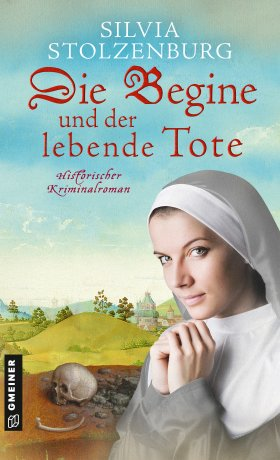 SILVIA
STOLZENBURG
Die Begine
und der
lebende Tote
Historischer
Kriminalroman
GMEINER